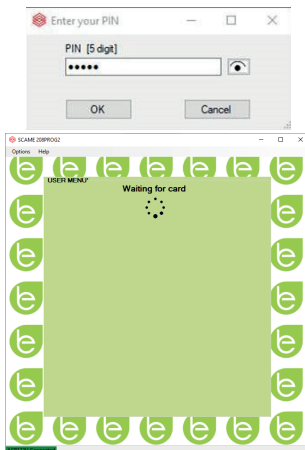 Enter your PIN
PIN [5 digit]
•••••
OK
Cancel
SCAME 208PROG2
Options Help
USER MENU'
Waiting for card